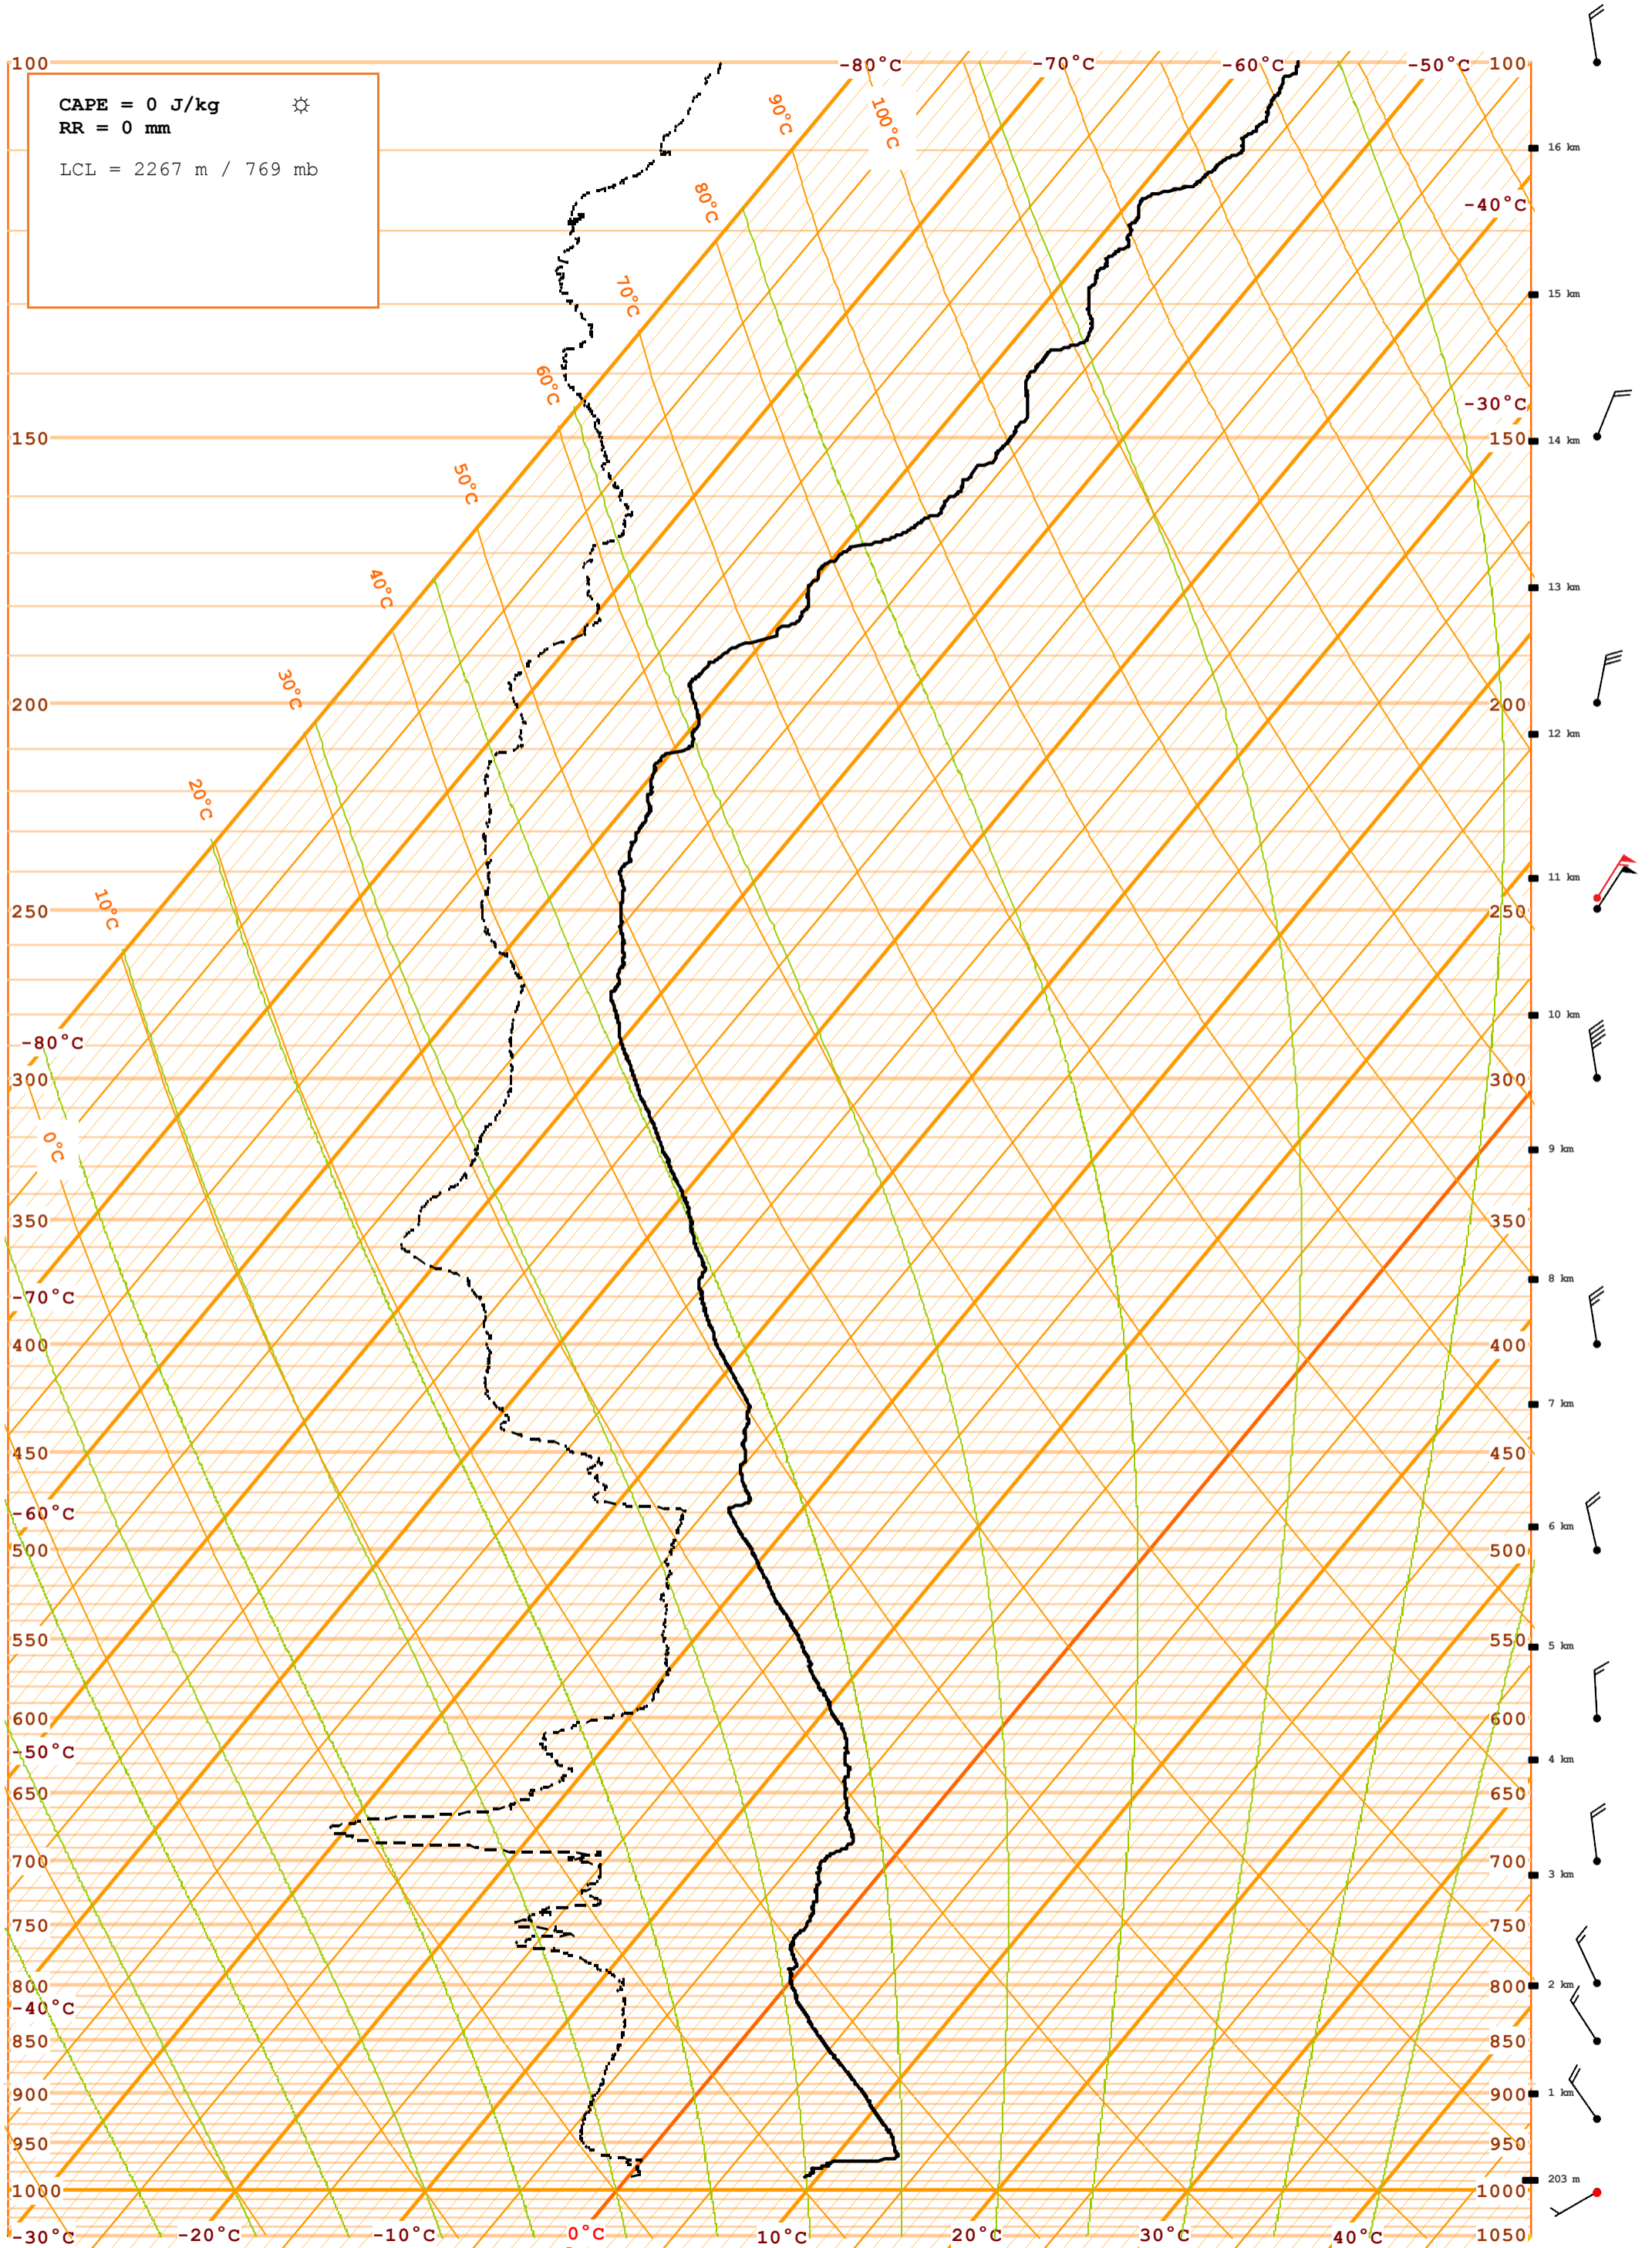 -80°C -70°C -60°C -50°C
100 100
CAPE = 0 J/kg ☼
RR = 0 mm
LCL = 2267 m / 769 mb
90°C 100°C
16 km
80°C -40°C
70°C 15 km
60°C -30°C
150 150 14 km
50°C
40°C 13 km
30°C
200 200
12 km
20°C
11 km
10°C 250 250
10 km
-80°C
300 300
0°C 9 km
350 350
8 km
-70°C
400 400
7 km
450 450
-60°C 6 km
500 500
550 550 5 km
600 600
-50°C 4 km
650 650
700 700
3 km
750 750
800 800 2 km
-40°C
850 850
900 900 1 km
950 950
203 m
1000 1000
-30°C -20°C -10°C 0°C 10°C 20°C 30°C 40°C 1050